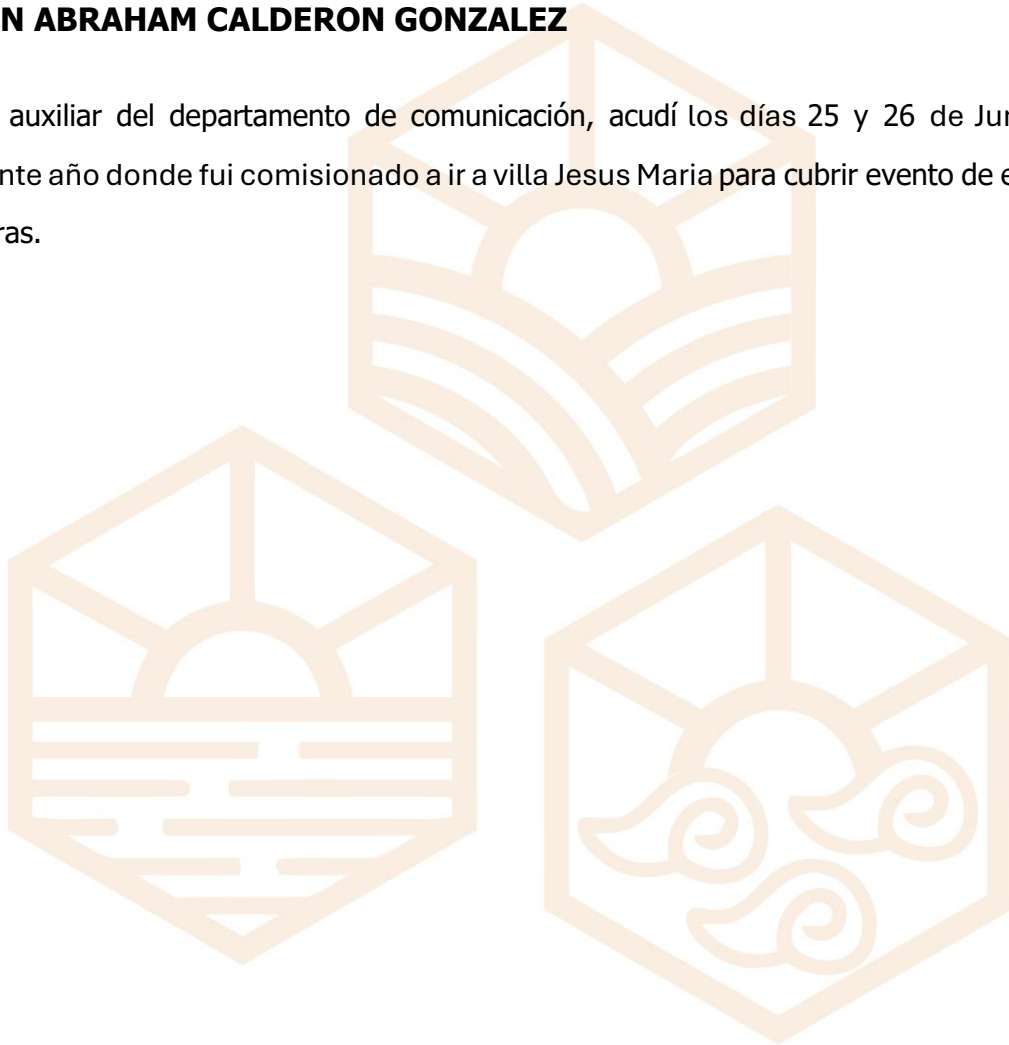 N ABRAHAM CALDERON GONZALEZ
auxiliar del departamento de comunicación, acudí los días 25 y 26 de Jun
nte año donde fui comisionado a ir a villa Jesus Maria para cubrir evento de e
ras.